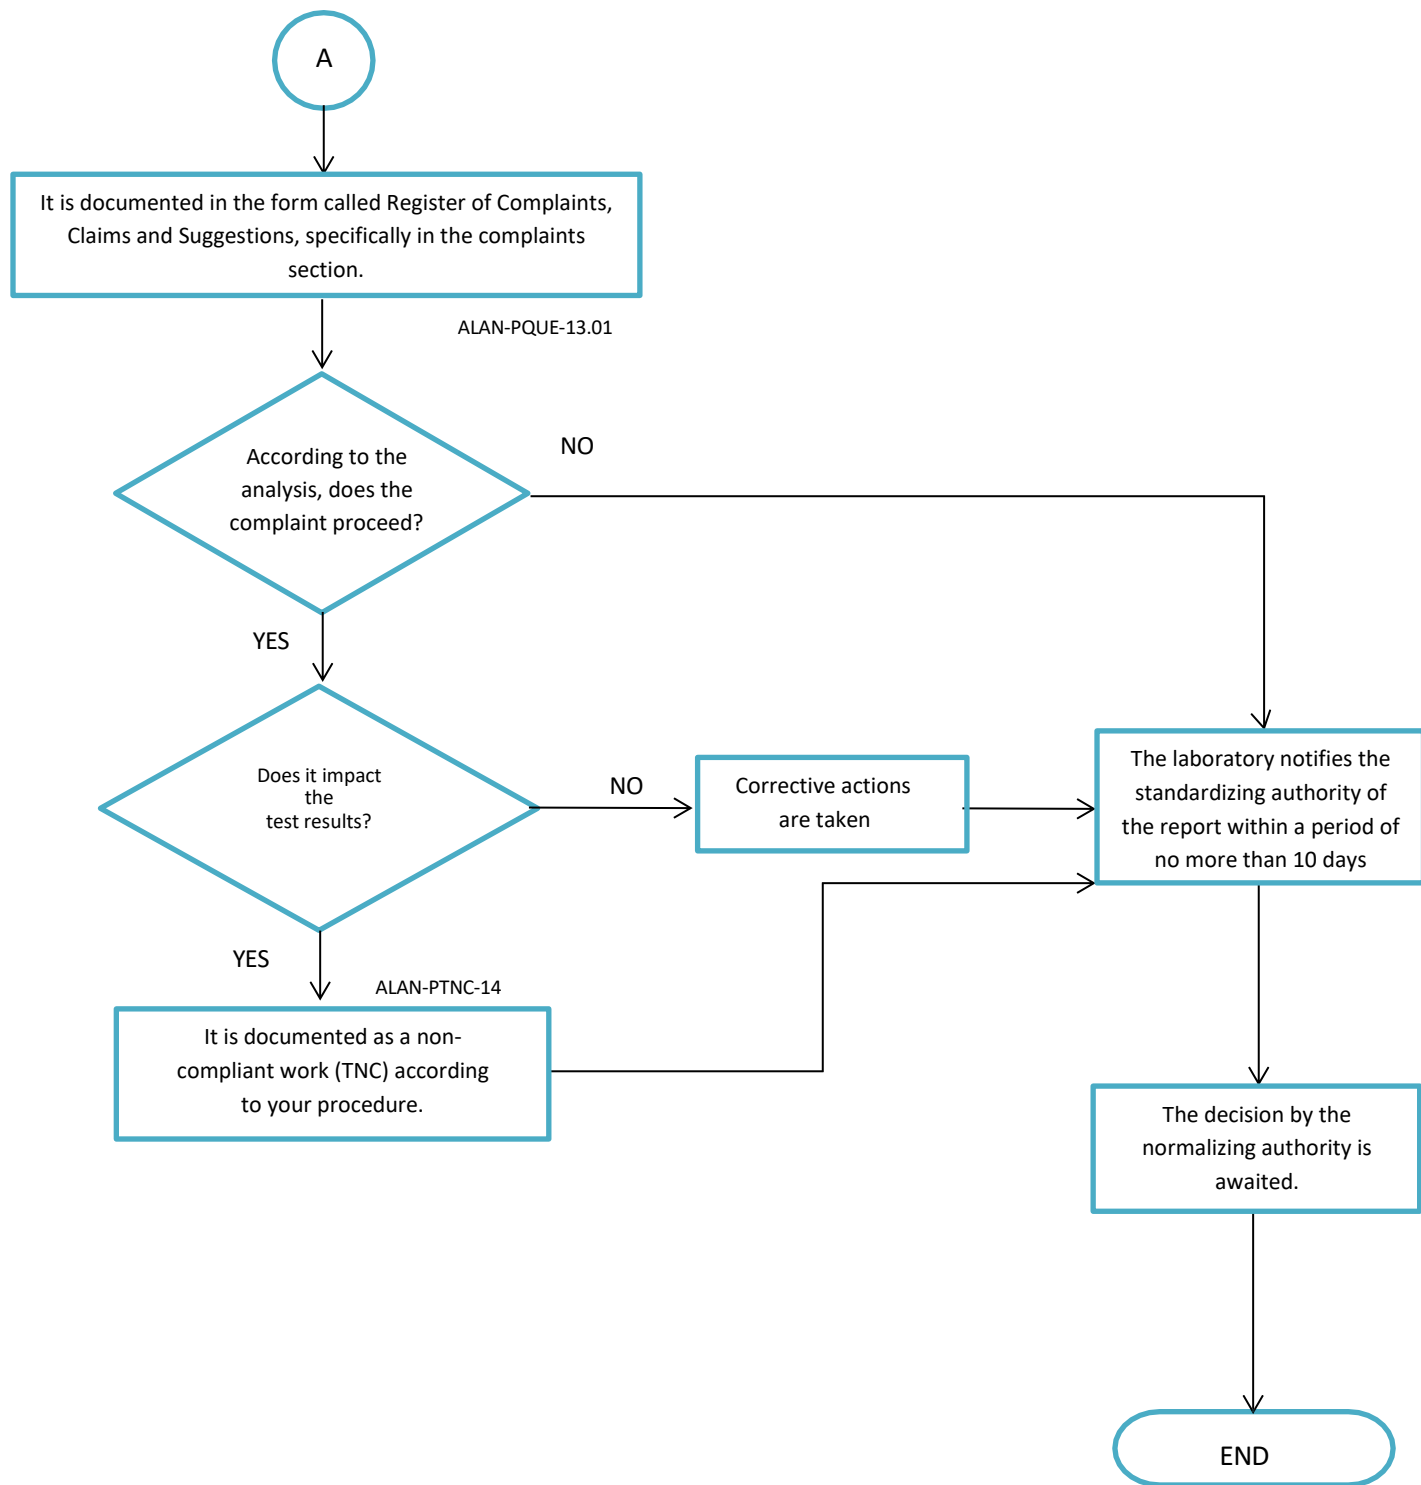 A
It is documented in the form called Register of Complaints,
Claims and Suggestions, specifically in the complaints
section.
ALAN-PQUE-13.01
According to the
analysis, does the
complaint proceed?
NO
YES
Does it impact
the
test results?
NO
Corrective actions
are taken
The laboratory notifies the
standardizing authority of
the report within a period of
no more than 10 days
YES
ALAN-PTNC-14
It is documented as a non-
compliant work (TNC) according
to your procedure.
The decision by the
normalizing authority is
awaited.
END